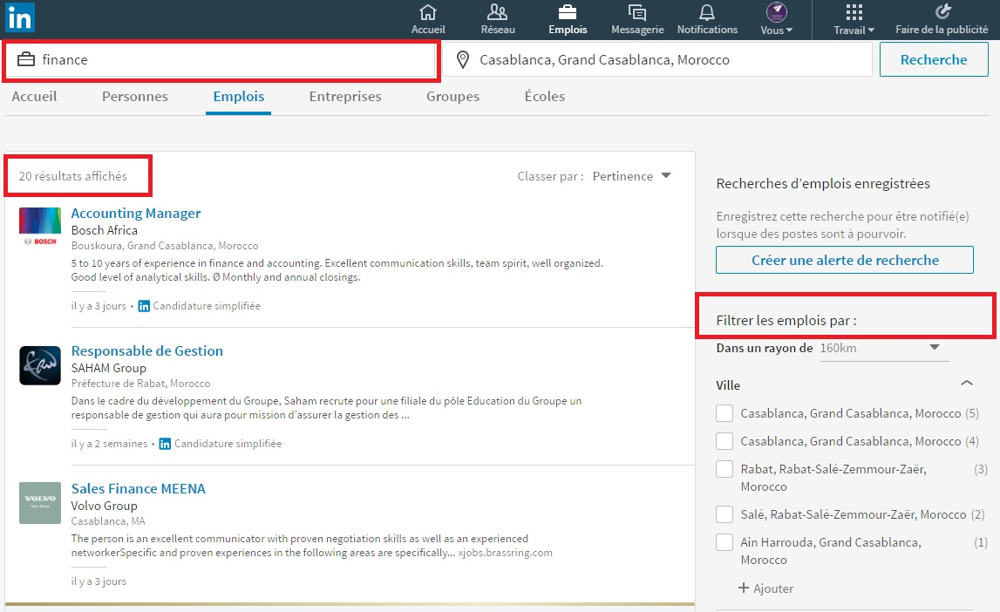 in
Accueil
Réseau
Emplois
Messagerie
Notifications
Vous
Travail
Faire de la publicité
finance
Casablanca, Grand Casablanca, Morocco
Recherche
Accueil
Personnes
Emplois
Entreprises
Groupes
Écoles
20 résultats affichés
Classer par : Pertinence
Accounting Manager
BOSCH
Bosch Africa
Bouskoura, Grand Casablanca, Morocco
5 to 10 years of experience in finance and accounting. Excellent communication skills, team spirit, well organized.
Good level of analytical skills. Ø Monthly and annual closings.
il y a 3 jours • in Candidature simplifiée
Responsable de Gestion
SAHAM Group
Préfecture de Rabat, Morocco
Dans le cadre du développement du Groupe, Saham recrute pour une filiale du pôle Education du Groupe un
responsable de gestion qui aura pour mission d'assurer la gestion des ...
il y a 2 semaines • in Candidature simplifiée
Sales Finance MEENA
VOLVO
Volvo Group
Casablanca, MA
The person is an excellent communicator with proven negotiation skills as well as an experienced
networkerSpecific and proven experiences in the following areas are specifically... xjobs.brassring.com
il y a 3 jours
Recherches d'emplois enregistrées
Enregistrez cette recherche pour être notifié(e)
lorsque des postes sont à pourvoir.
Créer une alerte de recherche
Filtrer les emplois par :
Dans un rayon de 160km
Ville
Casablanca, Grand Casablanca, Morocco (5)
Casablanca, Grand Casablanca, Morocco (4)
Rabat, Rabat-Salé-Zemmour-Zaër, (3)
Morocco
Salé, Rabat-Salé-Zemmour-Zaër, Morocco (2)
Ain Harrouda, Grand Casablanca, (1)
Morocco
+ Ajouter